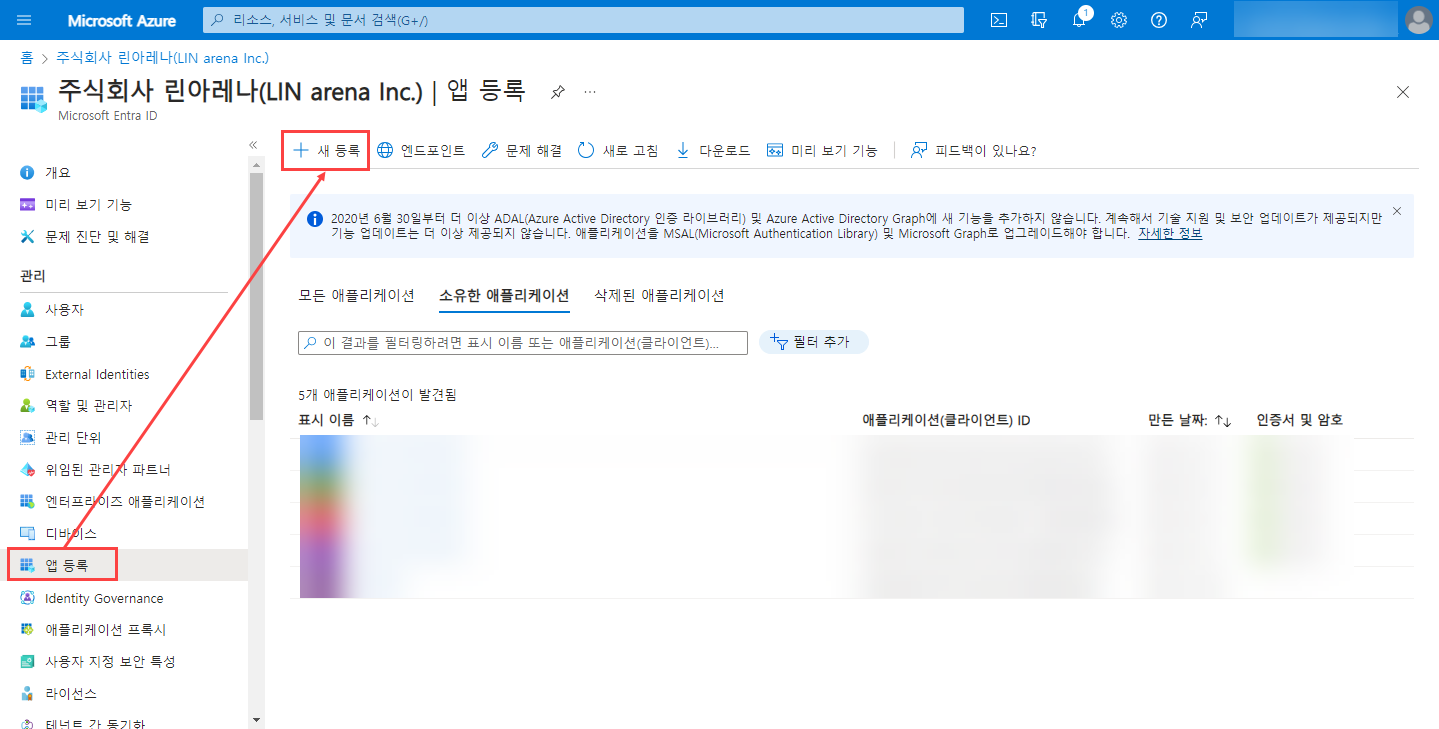 Microsoft Azure
리소스, 서비스 및 문서 검색(G+/)
1
홈 > 주식회사 린아레나(LIN arena Inc.)
주식회사 린아레나(LIN arena Inc.) | 앱 등록
Microsoft Entra ID
개요
미리 보기 기능
문제 진단 및 해결
관리
사용자
그룹
External Identities
역할 및 관리자
관리 단위
위임된 관리자 파트너
엔터프라이즈 애플리케이션
디바이스
앱 등록
Identity Governance
애플리케이션 프록시
사용자 지정 보안 특성
라이선스
테넌트 간 동기화
새 등록 엔드포인트 문제 해결 새로 고침 다운로드 미리 보기 기능 피드백이 있나요?
2020년 6월 30일부터 더 이상 ADAL(Azure Active Directory 인증 라이브러리) 및 Azure Active Directory Graph에 새 기능을 추가하지 않습니다. 계속해서 기술 지원 및 보안 업데이트가 제공되지만
기능 업데이트는 더 이상 제공되지 않습니다. 애플리케이션을 MSAL(Microsoft Authentication Library) 및 Microsoft Graph로 업그레이드해야 합니다. 자세한 정보
모든 애플리케이션 소유한 애플리케이션 삭제된 애플리케이션
이 결과를 필터링하려면 표시 이름 또는 애플리케이션(클라이언트)... 필터 추가
5개 애플리케이션이 발견됨
표시 이름 애플리케이션(클라이언트) ID 만든 날짜: 인증서 및 암호